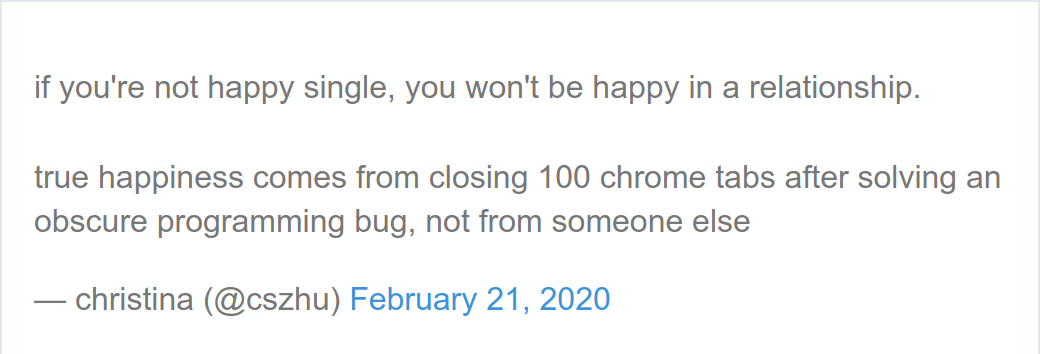 if you're not happy single, you won't be happy in a relationship.
true happiness comes from closing 100 chrome tabs after solving an
obscure programming bug, not from someone else
— christina (@cszhu) February 21, 2020